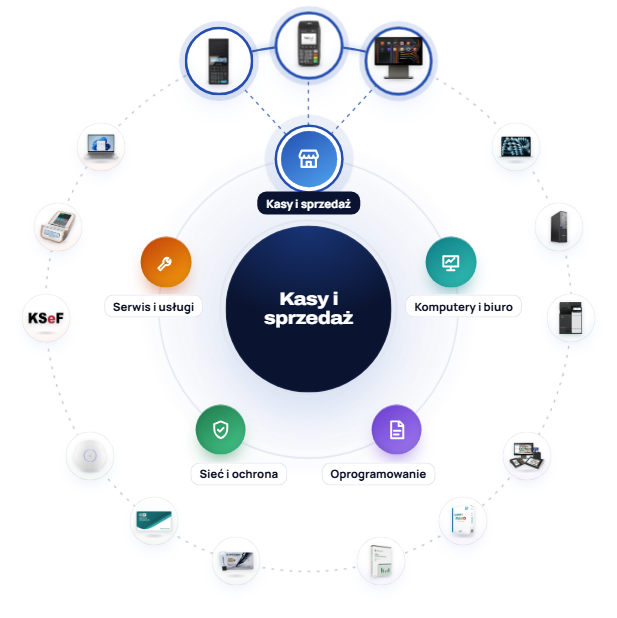 Kasy i sprzedaż
Kasy i
sprzedaż
Serwis i usługi
Komputery i biuro
KSeF
Sieć i ochrona
Oprogramowanie